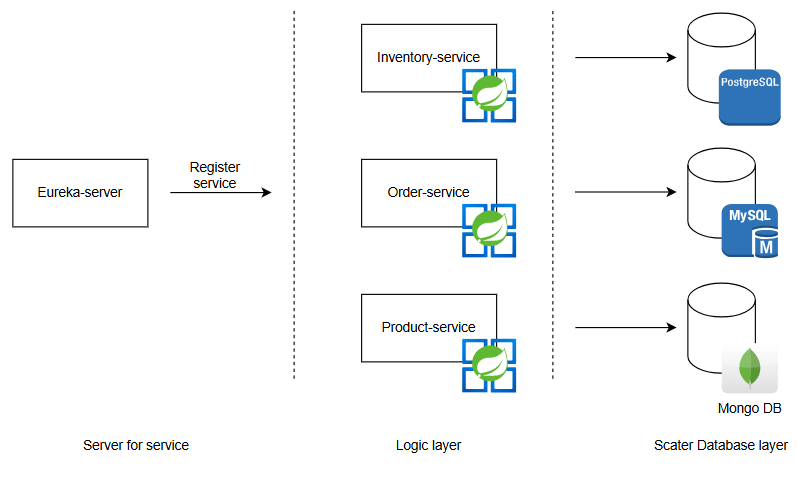 Inventory-service
PostgreSQL
Register
service
Eureka-server
Order-service
MySQL
M
Product-service
Mongo DB
Server for service
Logic layer
Scater Database layer